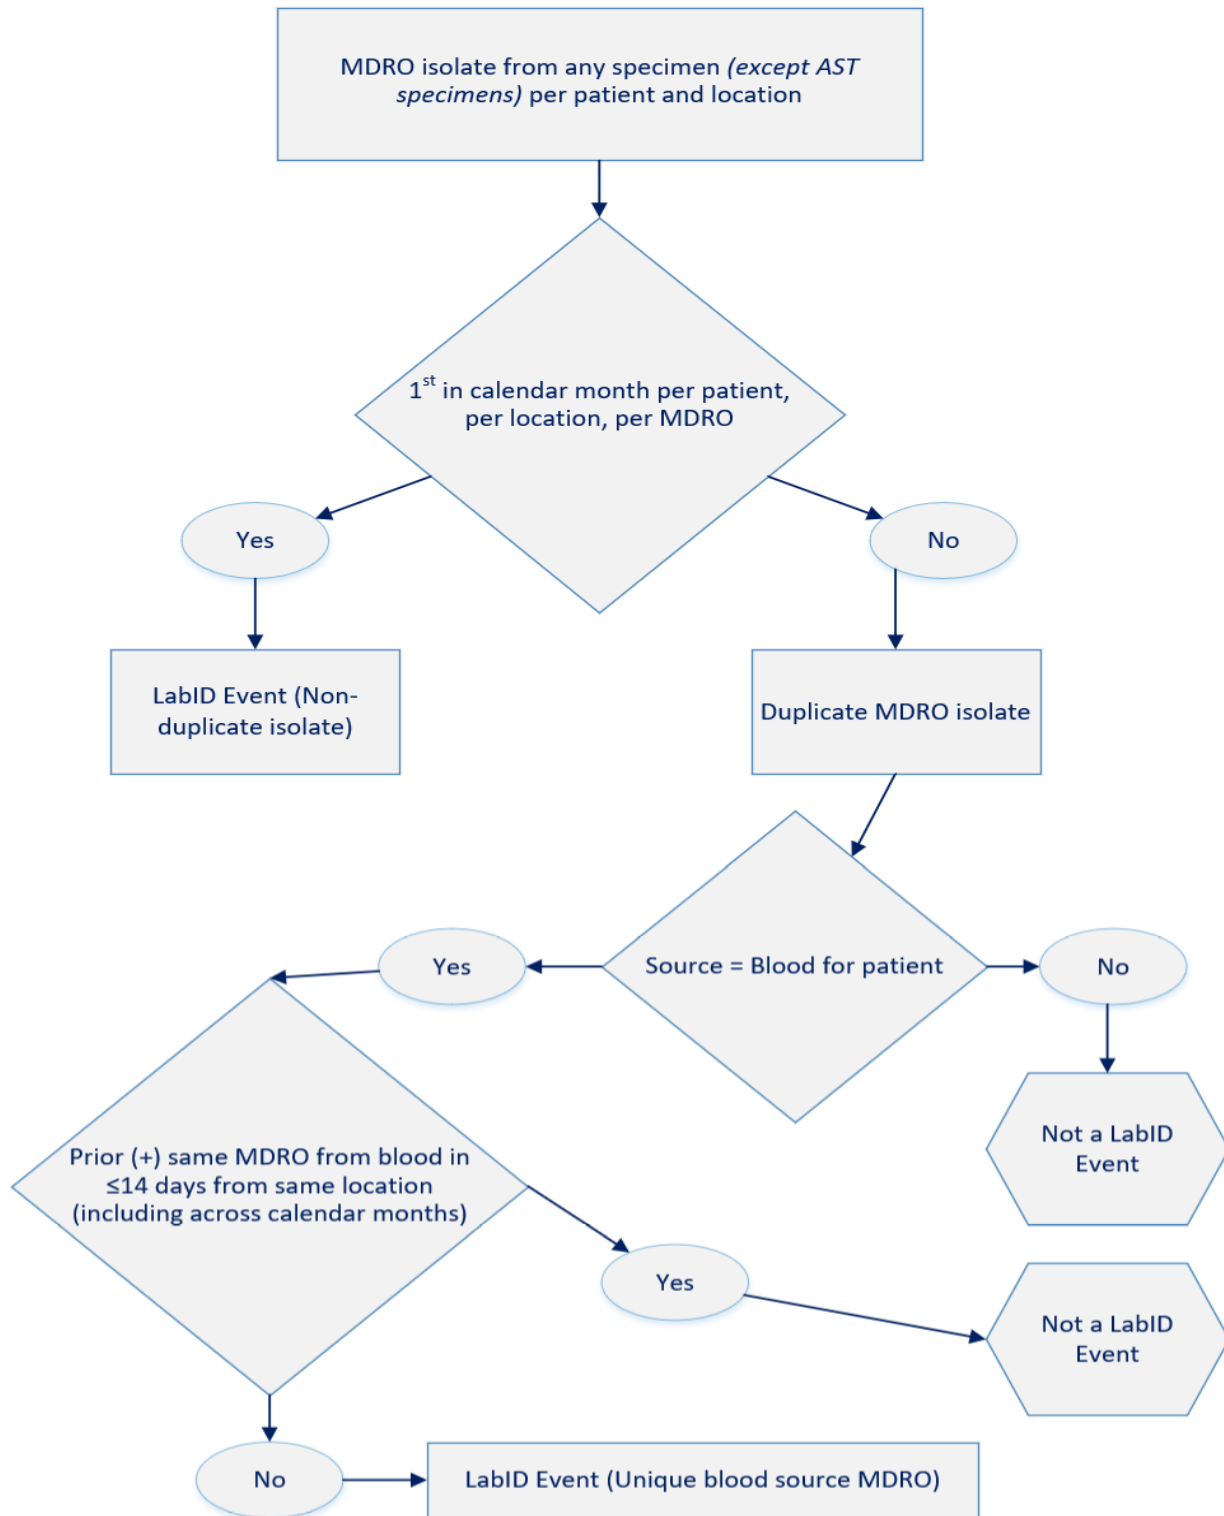 MDRO isolate from any specimen (except AST
specimens) per patient and location
1st in calendar month per patient,
per location, per MDRO
Yes
No
LabID Event (Non-
duplicate isolate)
Duplicate MDRO isolate
Source = Blood for patient
Yes
No
Not a LabID
Event
Prior (+) same MDRO from blood in
≤14 days from same location
(including across calendar months)
Yes
Not a LabID
Event
No
LabID Event (Unique blood source MDRO)